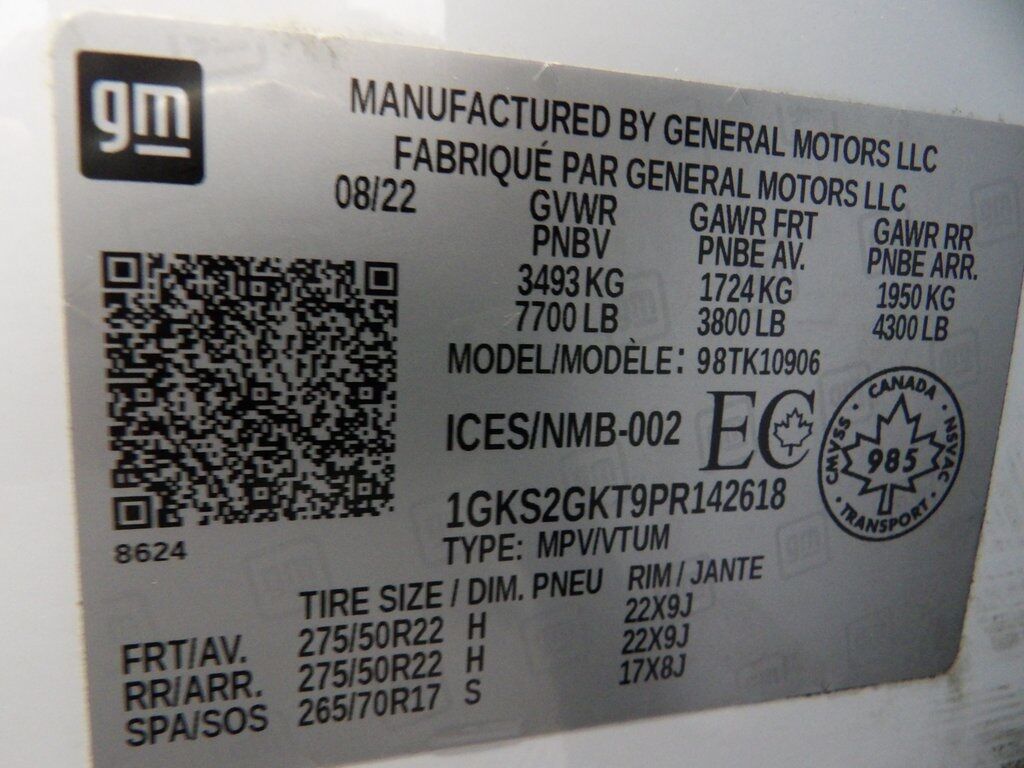 gm
MANUFACTURED BY GENERAL MOTORS LLC
FABRIQUÉ PAR GENERAL MOTORS LLC
08/22 GVWR GAWR FRT GAWR RR
PNBV PNBE AV. PNBE ARR.
3493 KG 1724 KG 1950 KG
7700 LB 3800 LB 4300 LB
MODEL/MODÈLE: 98TK10906
ICES/NMB-002 EC
CANADA
CMVSS · NSVAC
985
TRANSPORT
1GKS2GKT9PR142618
8624
TYPE: MPV/VTUM
TIRE SIZE / DIM. PNEU RIM / JANTE
FRT/AV. 275/50R22 H 22X9J
RR/ARR. 275/50R22 H 22X9J
SPA/SOS 265/70R17 S 17X8J